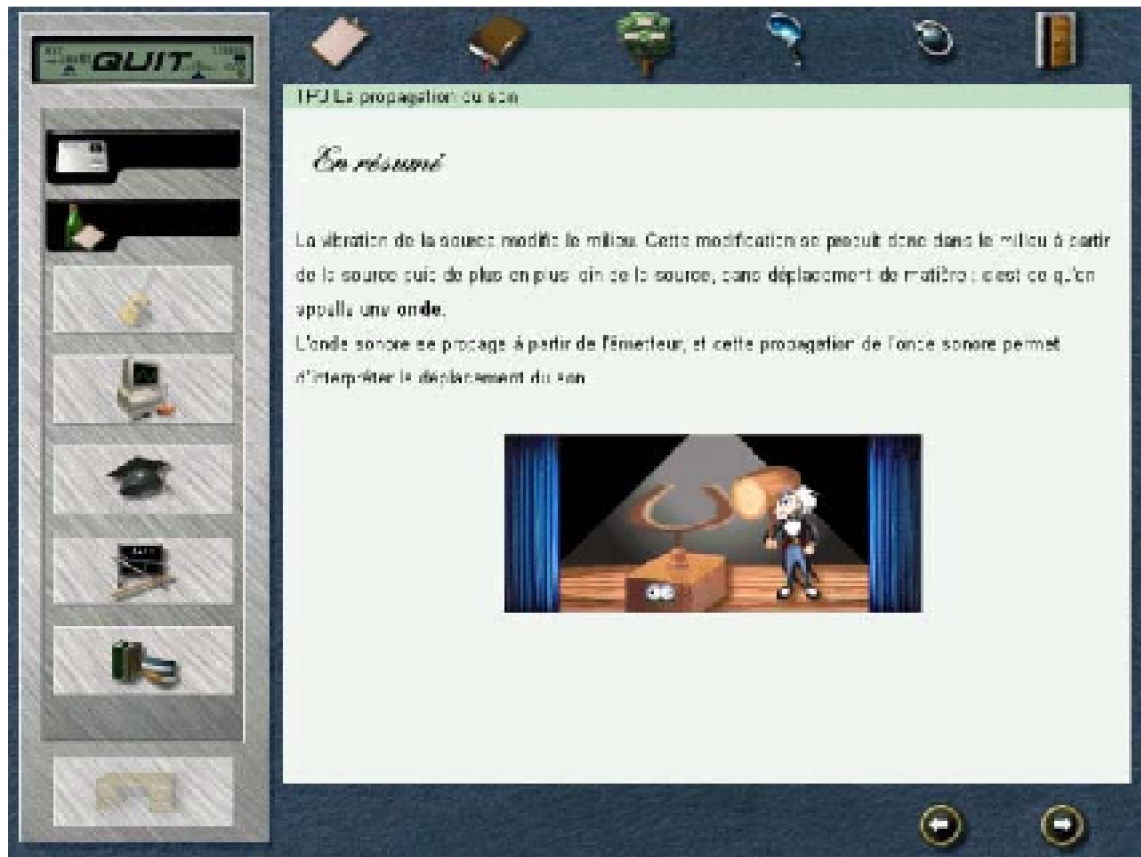 QUIT
La propagation du son
En résumé
La vibration de la source modifie le milieu. Cette modification se produit donc dans le milieu à partir
de la source puis de plus en plus loin de la source, sans déplacement de matière : c'est ce qu'on
appelle une onde.
L'onde sonore se propage à partir de l'émetteur, et cette propagation de l'onde sonore permet
d'interpréter le déplacement du son